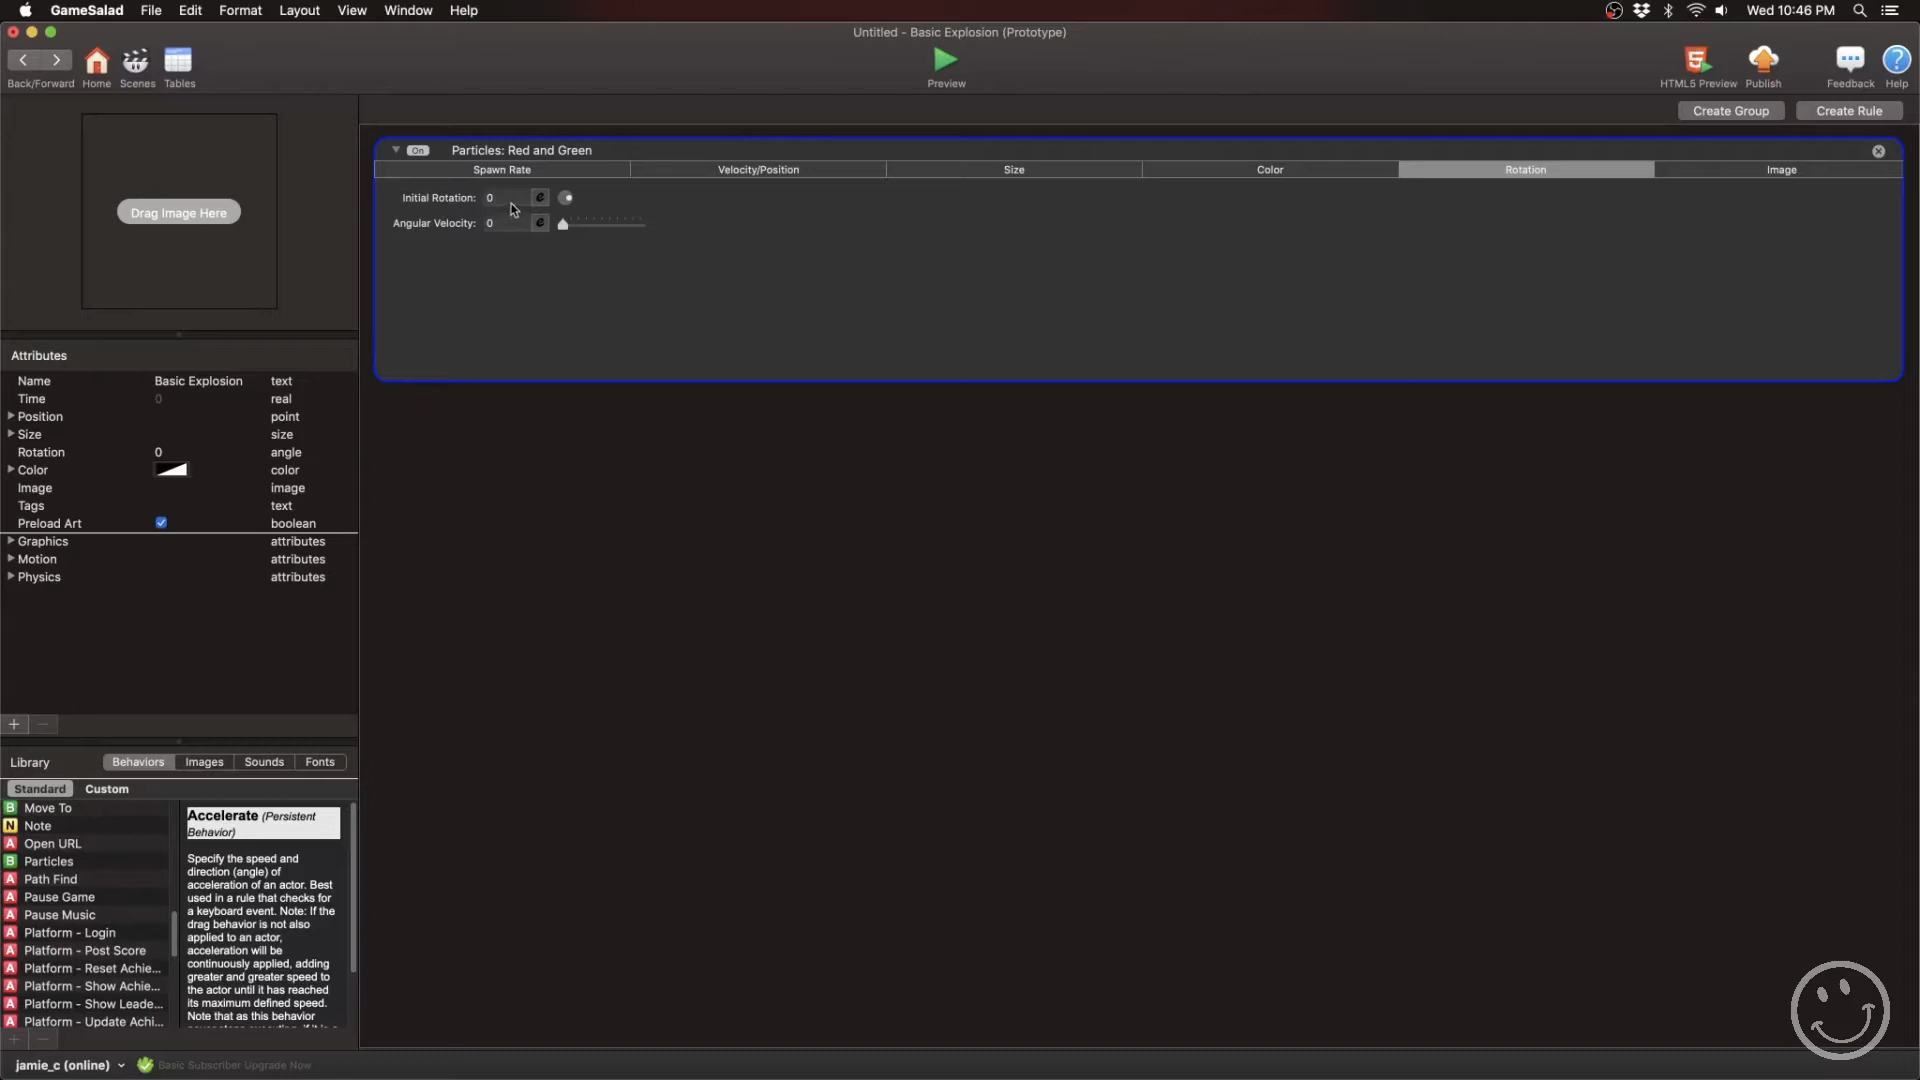 GameSalad File Edit Format Layout View Window Help Wed 10:46 PM
Untitled - Basic Explosion (Prototype)
Back/Forward Home Scenes Tables Preview HTML5 Preview Publish Feedback Help
Create Group Create Rule
Drag Image Here
On Particles: Red and Green
Spawn Rate Velocity/Position Size Color Rotation Image
Initial Rotation: 0 e
Angular Velocity: 0 e
Attributes
Name Basic Explosion text
Time 0 real
Position point
Size size
Rotation 0 angle
Color color
Image image
Tags text
Preload Art boolean
Graphics attributes
Motion attributes
Physics attributes
Library Behaviors Images Sounds Fonts
Standard Custom
B Move To
N Note
A Open URL
B Particles
A Path Find
A Pause Game
A Pause Music
A Platform - Login
A Platform - Post Score
A Platform - Reset Achie...
A Platform - Show Achie...
A Platform - Show Leade...
A Platform - Update Achi...
Accelerate (Persistent
Behavior)
Specify the speed and
direction (angle) of
acceleration of an actor. Best
used in a rule that checks for
a keyboard event. Note: If the
drag behavior is not also
applied to an actor,
acceleration will be
continuously applied, adding
greater and greater speed to
the actor until it has reached
its maximum defined speed.
Note that as this behavior
jamie_c (online) Basic Subscriber Upgrade Now